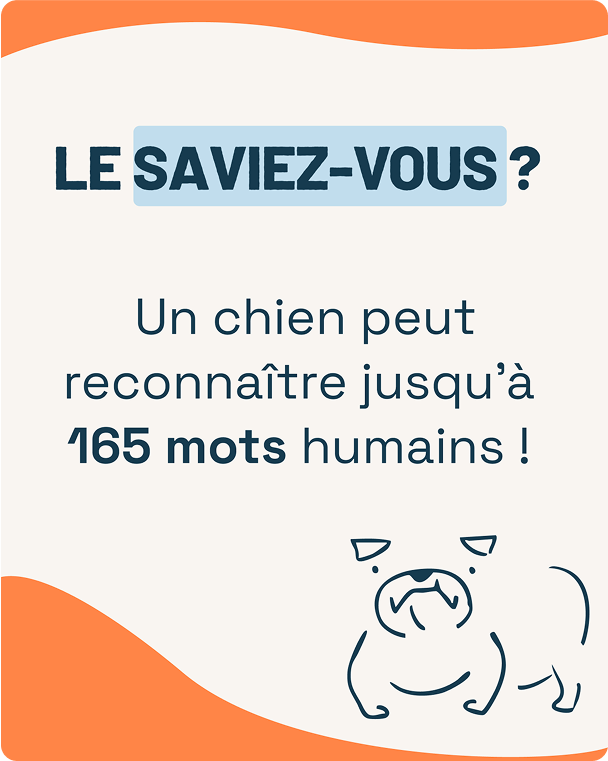 LE SAVIEZ-VOUS ?
Un chien peut
reconnaître jusqu’à
165 mots humains !